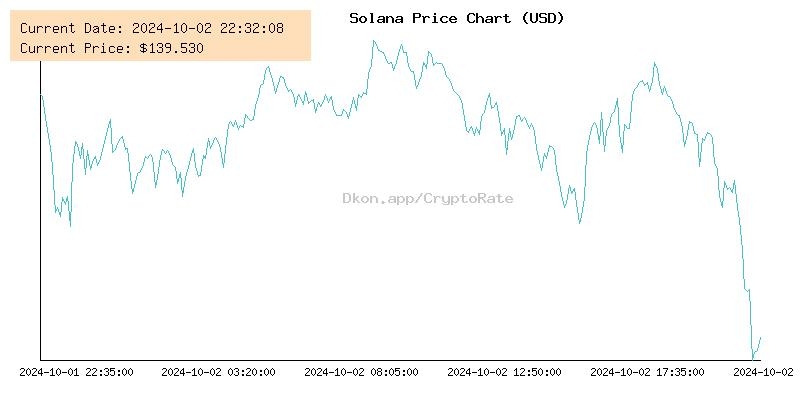 Solana Price Chart (USD)
Current Date: 2024-10-02 22:32:08
Current Price: $139.530
Dkon.app/CryptoRate
2024-10-01 22:35:00 2024-10-02 03:20:00 2024-10-02 08:05:00 2024-10-02 12:50:00 2024-10-02 17:35:00 2024-10-02